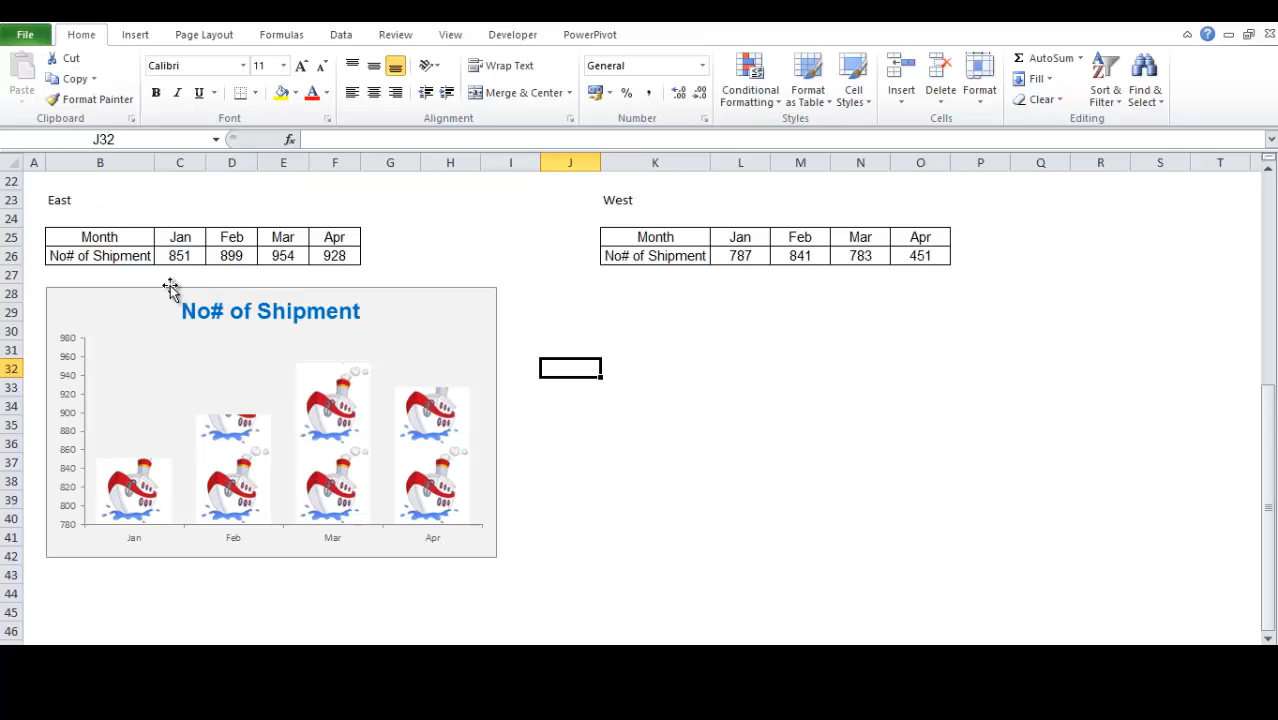 File Home Insert Page Layout Formulas Data Review View Developer PowerPivot
Cut
Copy
Format Painter
Paste
Clipboard
Calibri 11
B I U
Font
Wrap Text
Merge & Center
Alignment
General
%
Number
Conditional Formatting
Format as Table
Cell Styles
Styles
Insert
Delete
Format
Cells
Σ AutoSum
Fill
Clear
Sort & Filter
Find & Select
Editing
J32 fx
A B C D E F G H I J K L M N O P Q R S T
22
23
24
25
26
27
28
29
30
31
32
33
34
35
36
37
38
39
40
41
42
43
44
45
46
East
Month Jan Feb Mar Apr
No# of Shipment 851 899 954 928
West
Month Jan Feb Mar Apr
No# of Shipment 787 841 783 451
No# of Shipment
980
960
940
920
900
880
860
840
820
800
780
Jan Feb Mar Apr